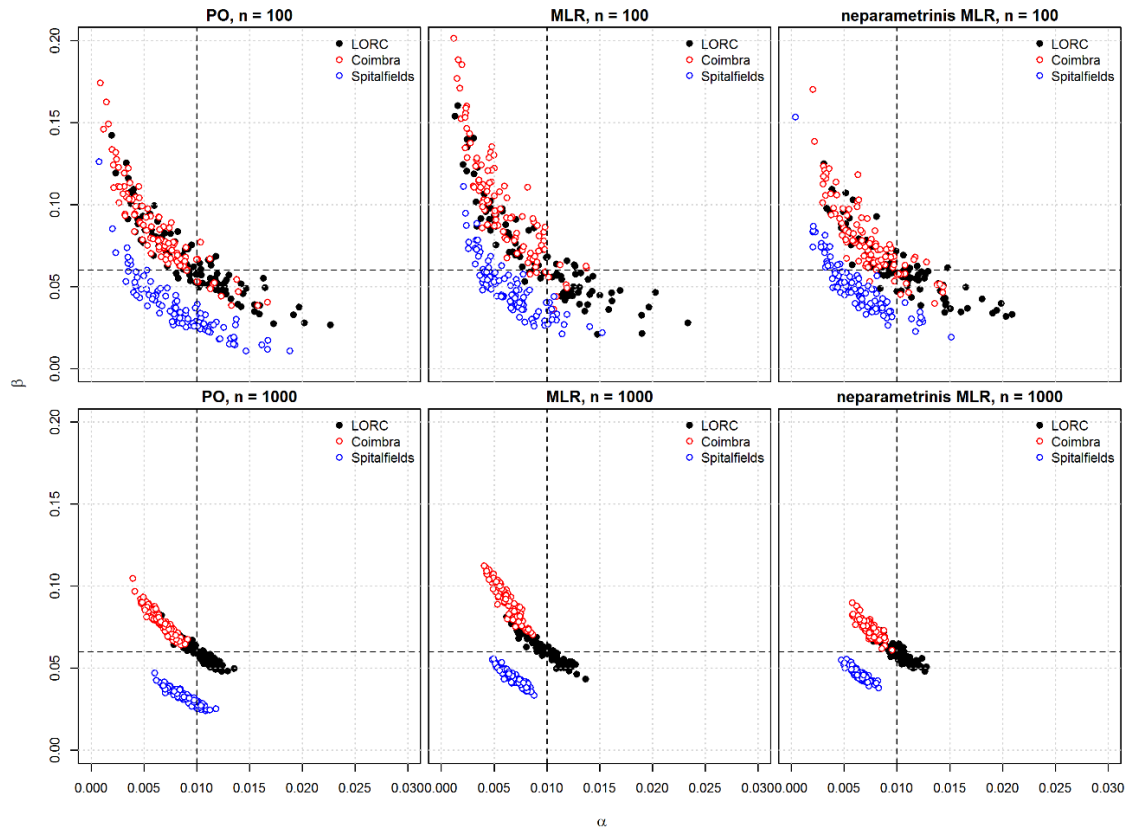 PO, n = 100
MLR, n = 100
neparametrinis MLR, n = 100
LORC
Coimbra
Spitalfields
LORC
Coimbra
Spitalfields
LORC
Coimbra
Spitalfields
0.20
0.15
0.10
0.05
0.00
β
PO, n = 1000
MLR, n = 1000
neparametrinis MLR, n = 1000
LORC
Coimbra
Spitalfields
LORC
Coimbra
Spitalfields
LORC
Coimbra
Spitalfields
0.20
0.15
0.10
0.05
0.00
0.000 0.005 0.010 0.015 0.020 0.025 0.030
0.000 0.005 0.010 0.015 0.020 0.025 0.030
0.000 0.005 0.010 0.015 0.020 0.025 0.030
α